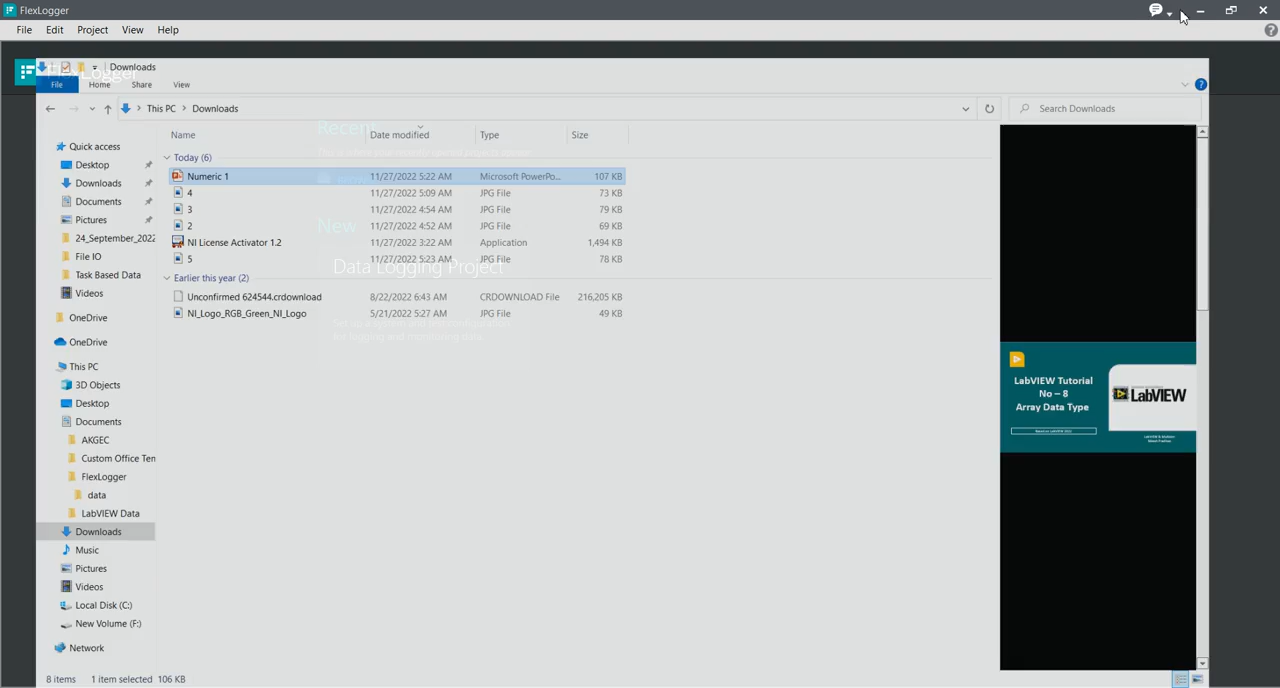 FlexLogger
File Edit Project View Help
FlexLogger
Downloads
File Home Share View
This PC > Downloads
Search Downloads
Recent
Name Date modified Type Size
Today (6)
Numeric 1 11/27/2022 5:22 AM Microsoft PowerPo... 107 KB
4 11/27/2022 5:09 AM JPG File 73 KB
3 11/27/2022 4:54 AM JPG File 79 KB
2 11/27/2022 4:52 AM JPG File 69 KB
NI License Activator 1.2 11/27/2022 3:22 AM Application 1,494 KB
5 11/27/2022 5:23 AM JPG File 78 KB
New
Data Logging Project
Earlier this year (2)
Unconfirmed 624544.crdownload 8/22/2022 6:43 AM CRDOWNLOAD File 216,205 KB
NI_Logo_RGB_Green_NI_Logo 5/21/2022 5:27 AM JPG File 49 KB
for logging and monitoring data
Quick access
Desktop
Downloads
Documents
Pictures
24_September_2022
File IO
Task Based Data
Videos
OneDrive
OneDrive
This PC
3D Objects
Desktop
Documents
AKGEC
Custom Office Ten
FlexLogger
data
LabVIEW Data
Downloads
Music
Pictures
Videos
Local Disk (C:)
New Volume (F:)
Network
LabVIEW Tutorial
No – 8
Array Data Type
LabVIEW
8 items 1 item selected 106 KB